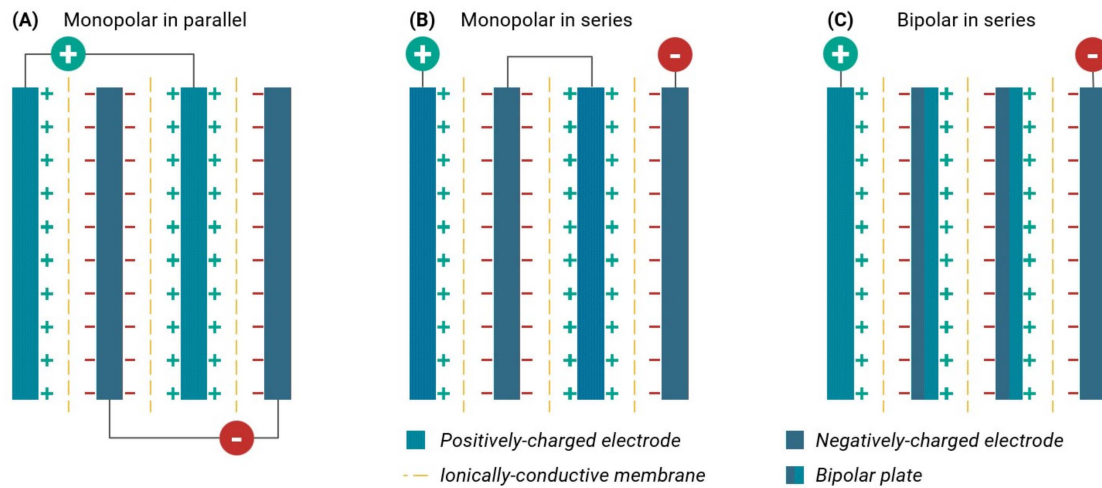 (A) Monopolar in parallel
(B) Monopolar in series
(C) Bipolar in series
Positively-charged electrode
Negatively-charged electrode
Ionically-conductive membrane
Bipolar plate